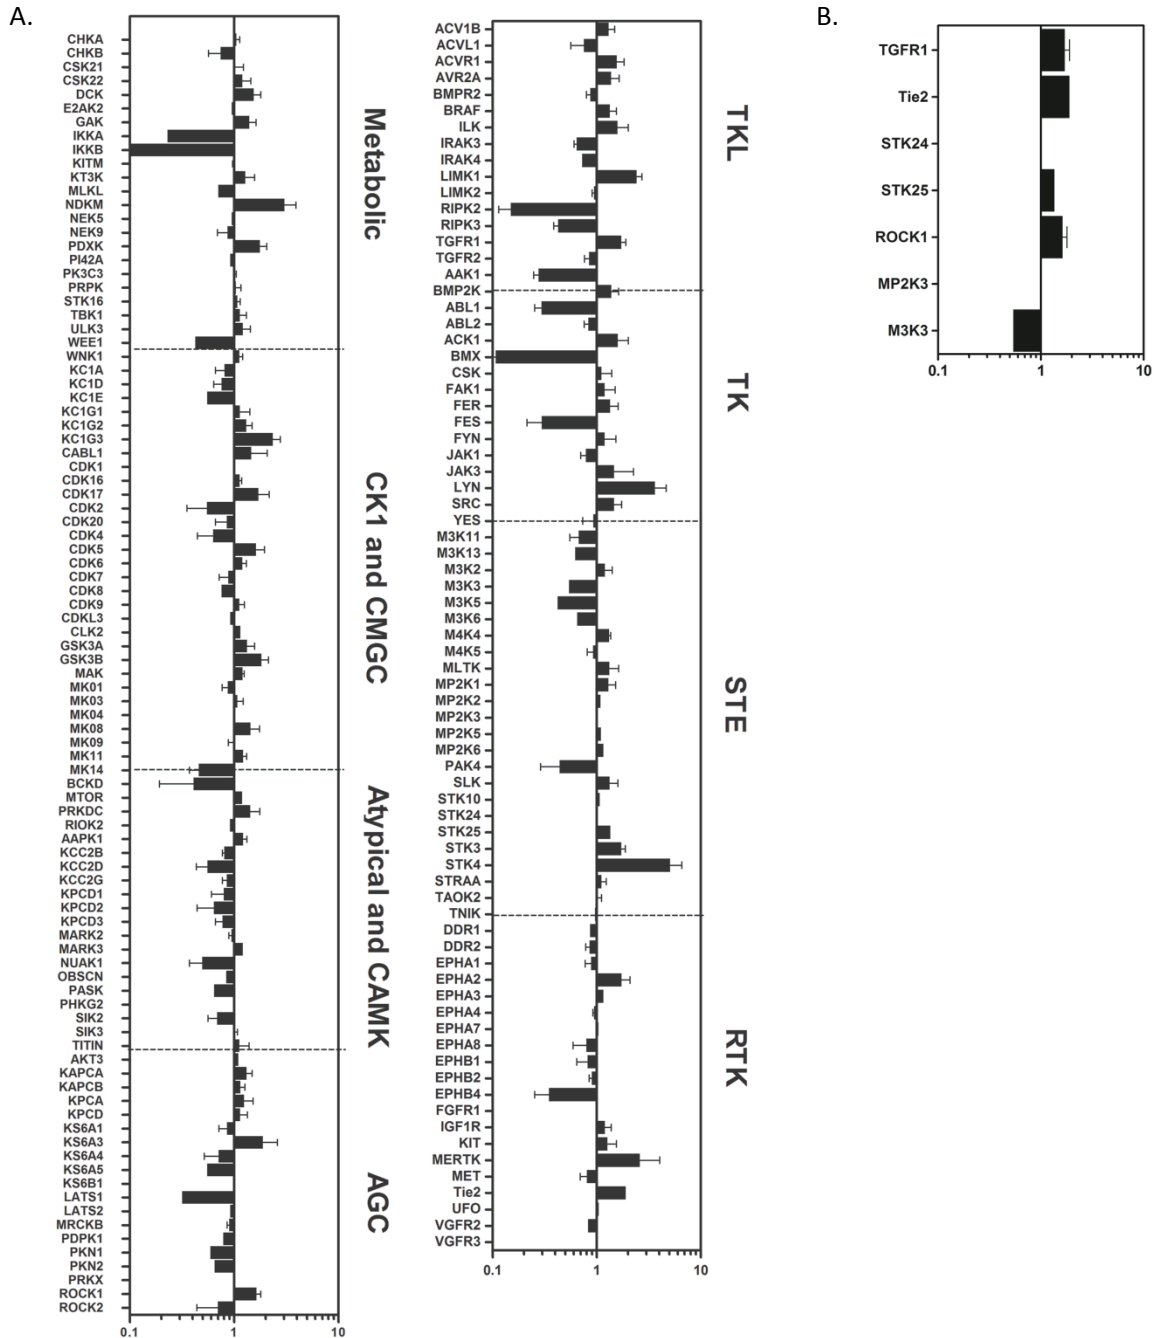 A.
CHKA
CHKB
CSK21
CSK22
DCK
E2AK2
GAK
IKKA
IKKB
KITM
KT3K
MLKL
NDKM
NEK5
NEK9
PDXK
PI42A
PK3C3
PRPK
STK16
TBK1
ULK3
WEE1
Metabolic
WNK1
KC1A
KC1D
KC1E
KC1G1
KC1G2
KC1G3
CABL1
CDK1
CDK16
CDK17
CDK2
CDK20
CDK4
CDK5
CDK6
CDK7
CDK8
CDK9
CDKL3
CLK2
GSK3A
GSK3B
MAK
MK01
MK03
MK04
MK08
MK09
MK11
MK14
CK1 and CMGC
BCKD
MTOR
PRKDC
RIOK2
AAPK1
KCC2B
KCC2D
KCC2G
KPCD1
KPCD2
KPCD3
MARK2
MARK3
NUAK1
OBSCN
PASK
PHKG2
SIK2
SIK3
TITIN
Atypical and CAMK
AKT3
KAPCA
KAPCB
KPCA
KPCD
KS6A1
KS6A3
KS6A4
KS6A5
KS6B1
LATS1
LATS2
MRCKB
PDPK1
PKN1
PKN2
PRKX
ROCK1
ROCK2
AGC
0.1 1 10
ACV1B
ACVL1
ACVR1
AVR2A
BMPR2
BRAF
ILK
IRAK3
IRAK4
LIMK1
LIMK2
RIPK2
RIPK3
TGFR1
TGFR2
AAK1
BMP2K
TKL
ABL1
ABL2
ACK1
BMX
CSK
FAK1
FER
FES
FYN
JAK1
JAK3
LYN
SRC
YES
TK
M3K11
M3K13
M3K2
M3K3
M3K5
M3K6
M4K4
M4K5
MLTK
MP2K1
MP2K2
MP2K3
MP2K5
MP2K6
PAK4
SLK
STK10
STK24
STK25
STK3
STK4
STRAA
TAOK2
TNIK
STE
DDR1
DDR2
EPHA1
EPHA2
EPHA3
EPHA4
EPHA7
EPHA8
EPHB1
EPHB2
EPHB4
FGFR1
IGF1R
KIT
MERTK
MET
Tie2
UFO
VGFR2
VGFR3
RTK
0.1 1 10
B.
TGFR1
Tie2
STK24
STK25
ROCK1
MP2K3
M3K3
0.1 1 10